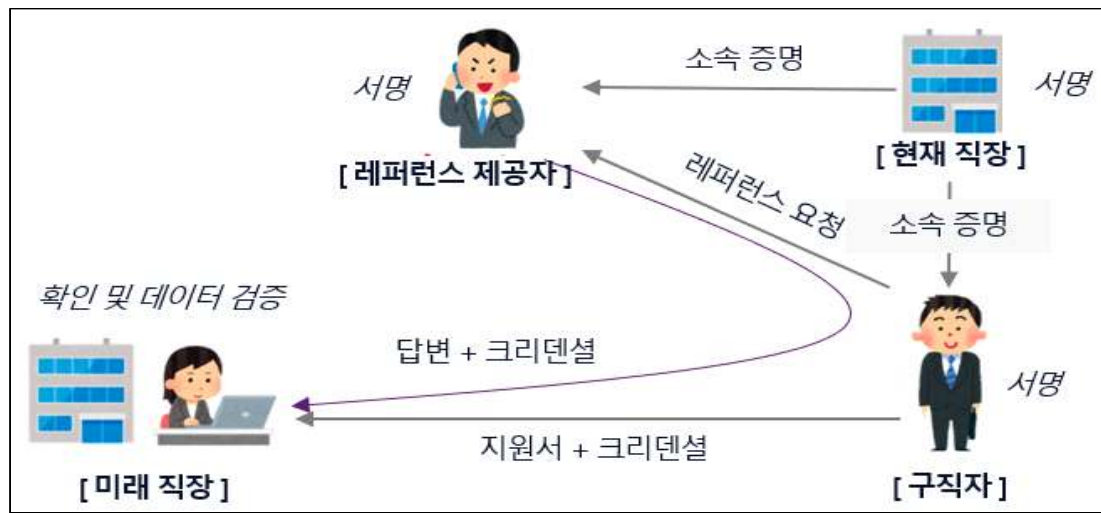 소속 증명
서명
서명
[ 레퍼런스 제공자 ]
[ 현재 직장 ]
레퍼런스 요청
소속 증명
확인 및 데이터 검증
답변 + 크리덴셜
서명
지원서 + 크리덴셜
[ 미래 직장 ]
[ 구직자 ]